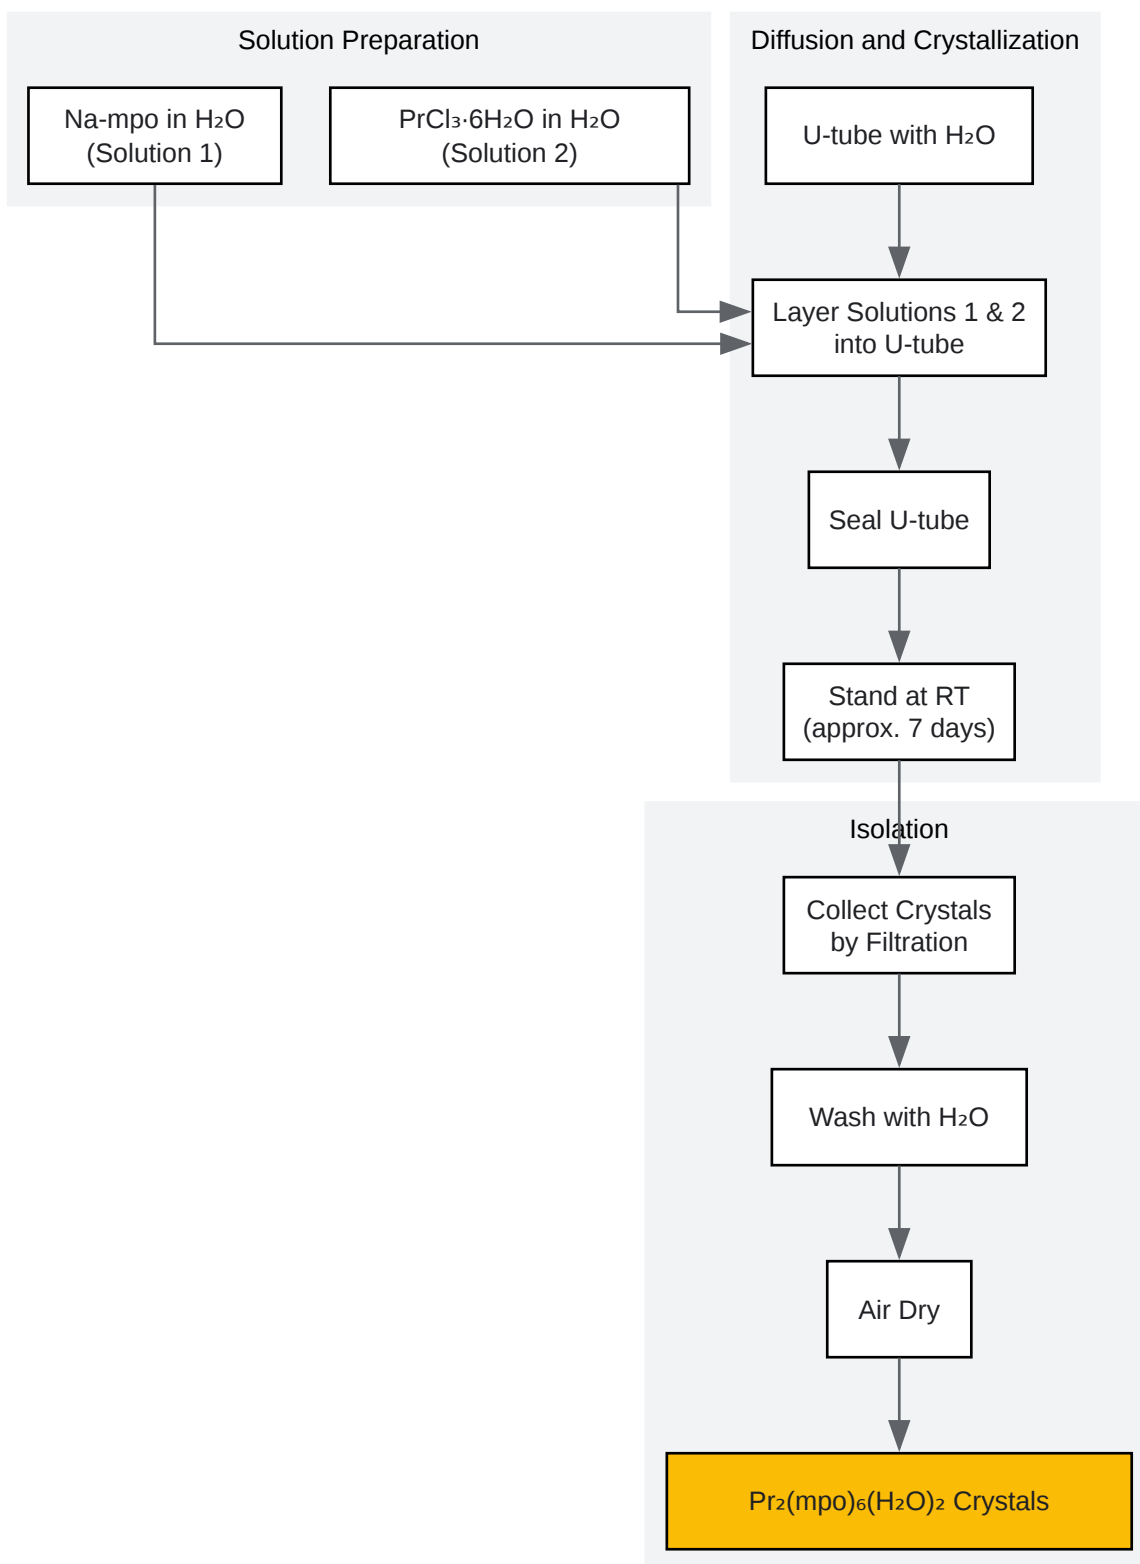 Solution Preparation
Na-mpo in H₂O
(Solution 1)
PrCl₃·6H₂O in H₂O
(Solution 2)
Diffusion and Crystallization
U-tube with H₂O
Layer Solutions 1 & 2
into U-tube
Seal U-tube
Stand at RT
(approx. 7 days)
Isolation
Collect Crystals
by Filtration
Wash with H₂O
Air Dry
Pr₂(mpo)₆(H₂O)₂ Crystals